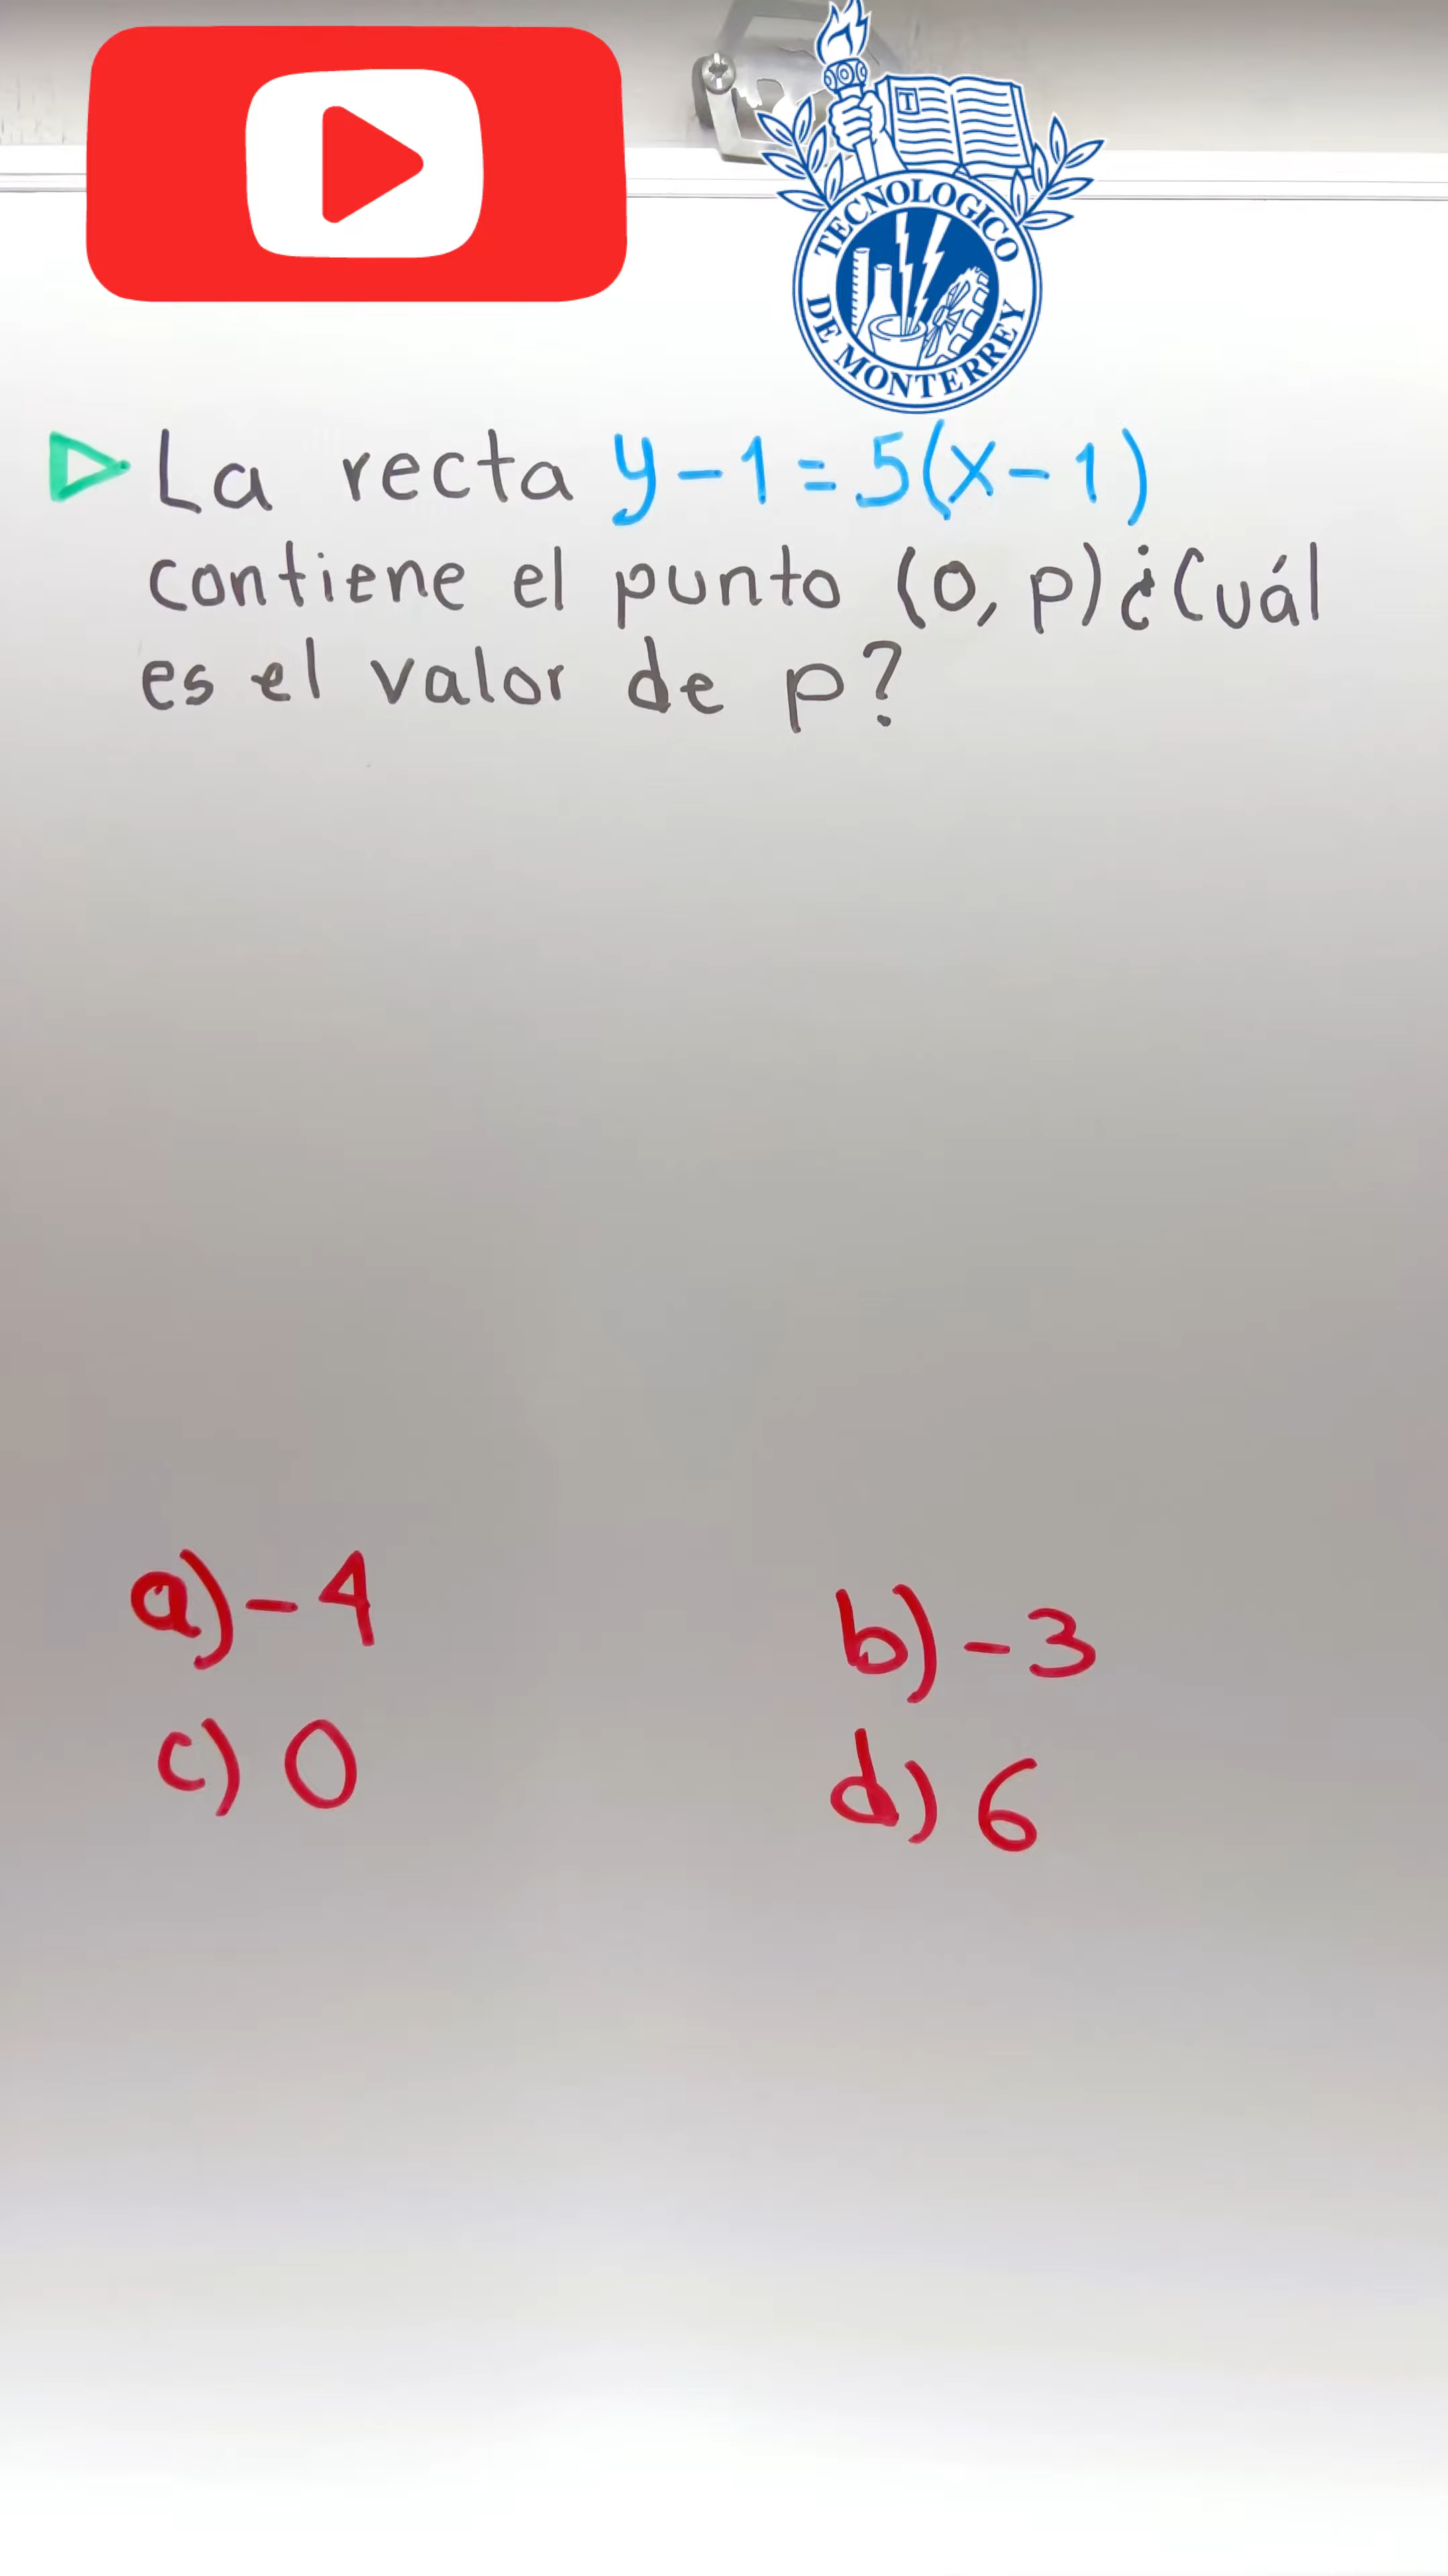 TECNOLOGICO
DE MONTERREY
T
La recta y-1=5(x-1)
contiene el punto (0, p)¿Cuál
es el valor de p?
a)-4
b)-3
c) 0
d) 6